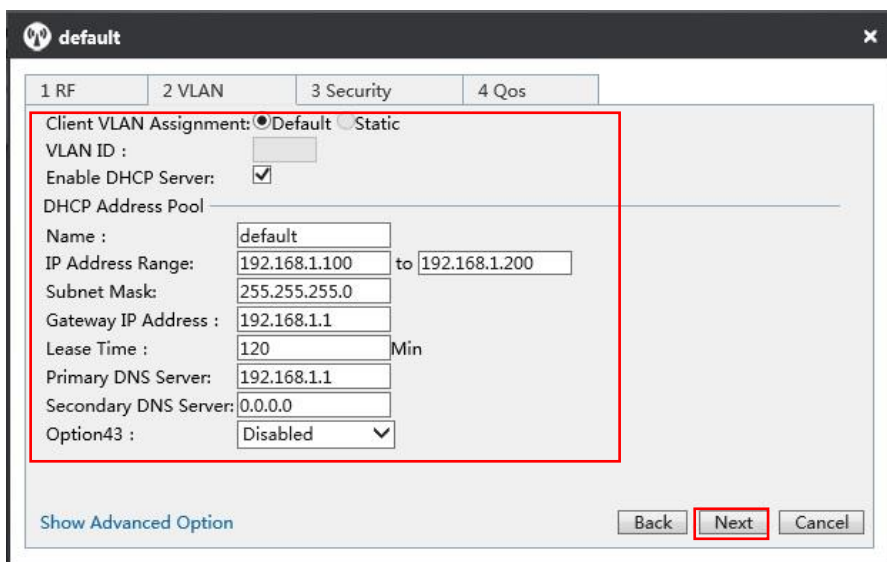 default
1 RF 2 VLAN 3 Security 4 Qos
Client VLAN Assignment: Default Static
VLAN ID :
Enable DHCP Server:
DHCP Address Pool
Name : default
IP Address Range: 192.168.1.100 to 192.168.1.200
Subnet Mask: 255.255.255.0
Gateway IP Address : 192.168.1.1
Lease Time : 120 Min
Primary DNS Server: 192.168.1.1
Secondary DNS Server: 0.0.0.0
Option43 : Disabled
Show Advanced Option Back Next Cancel